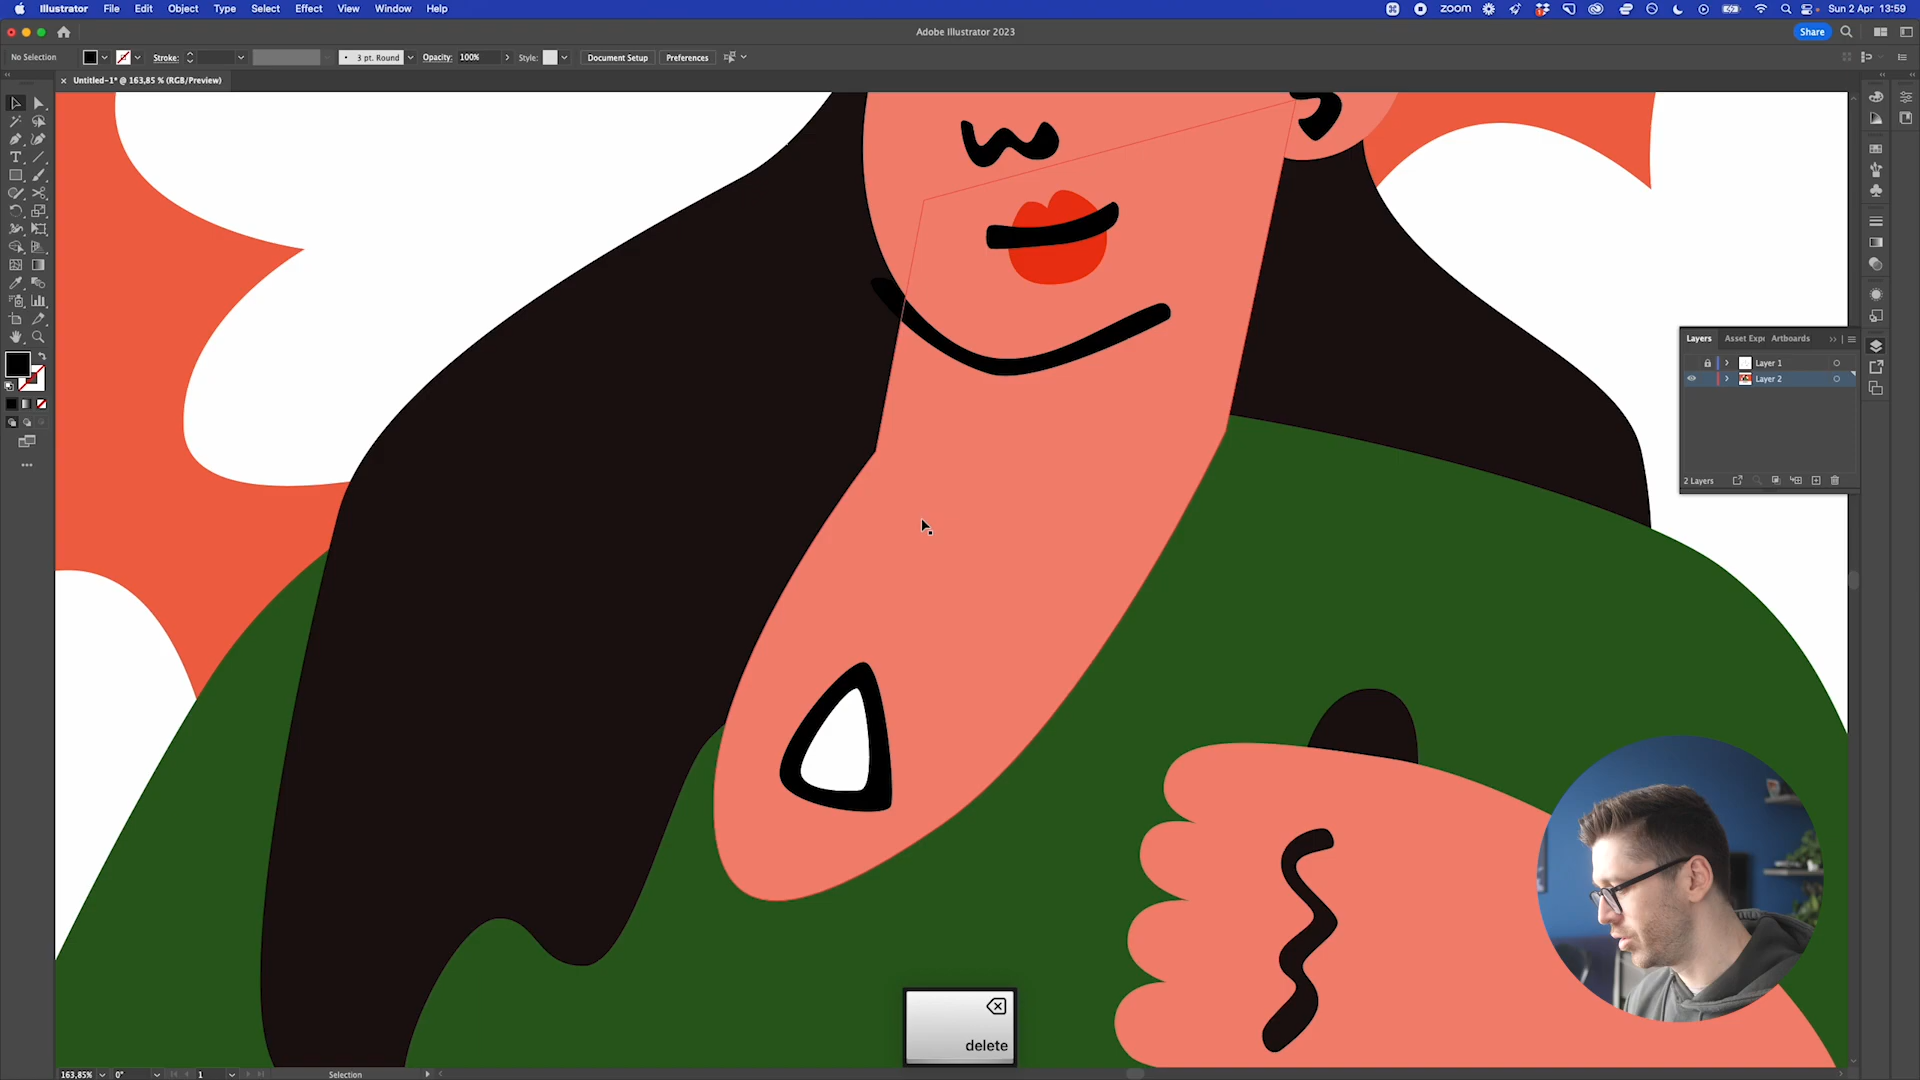 Illustrator File Edit Object Type Select Effect View Window Help
zoom Sun 2 Apr 13:59
Adobe Illustrator 2023
Share
No Selection Stroke: 3 pt. Round Opacity: 100% Style: Document Setup Preferences
Untitled-1* @ 163,85 % (RGB/Preview)
Layers Asset Expo Artboards
Layer 1
Layer 2
2 Layers
delete
163,85% 0° 1 Selection